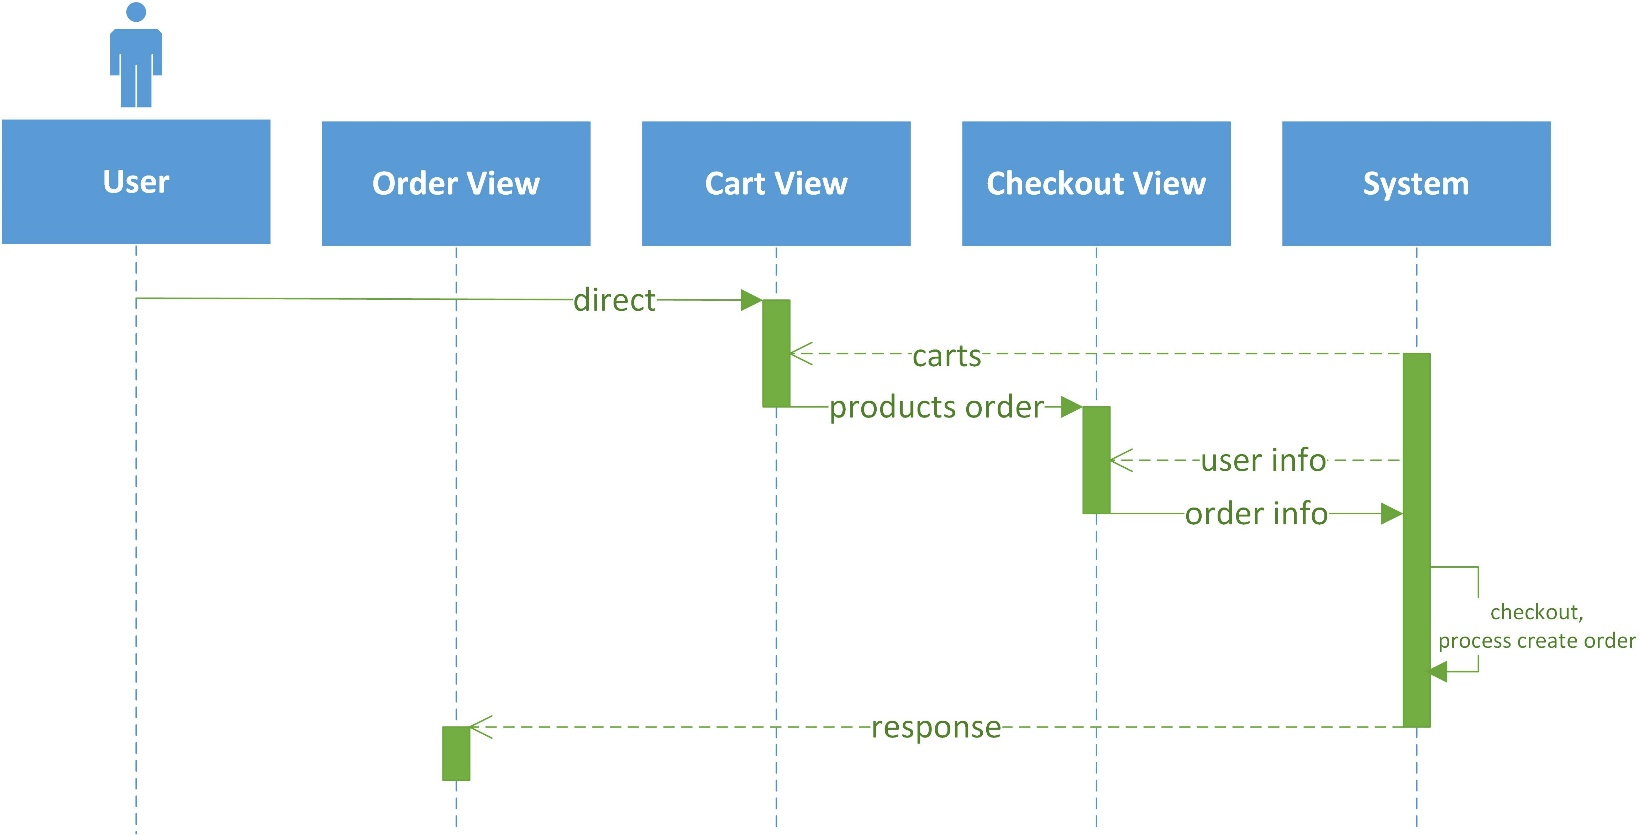 User
Order View
Cart View
Checkout View
System
direct
carts
products order
user info
order info
checkout,
process create order
response